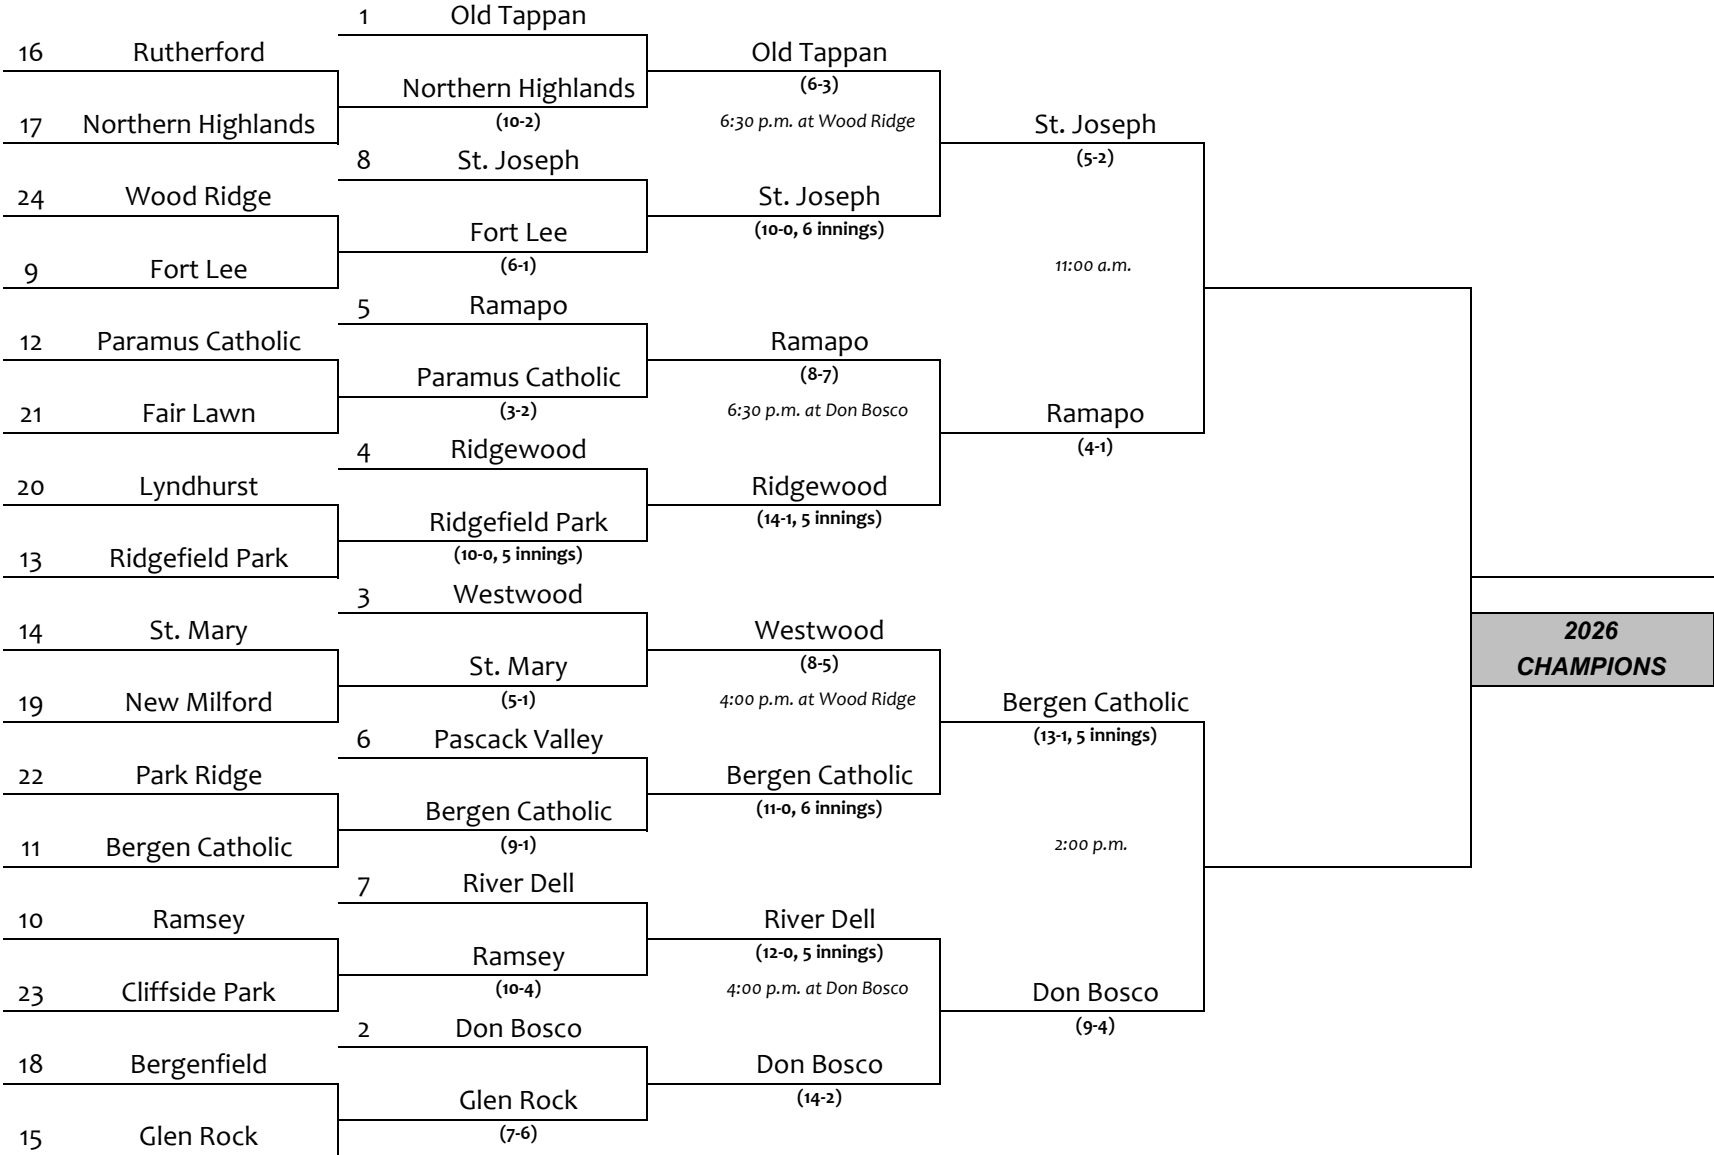 1 Old Tappan
16 Rutherford Old Tappan
(6-3)
Northern Highlands
17 Northern Highlands (10-2) 6:30 p.m. at Wood Ridge St. Joseph
(5-2)
8 St. Joseph
24 Wood Ridge St. Joseph
(10-0, 6 innings)
Fort Lee
9 Fort Lee (6-1) 11:00 a.m.
5 Ramapo
12 Paramus Catholic Ramapo
(8-7)
Paramus Catholic
21 Fair Lawn (3-2) 6:30 p.m. at Don Bosco Ramapo
(4-1)
4 Ridgewood
20 Lyndhurst Ridgewood
(14-1, 5 innings)
Ridgefield Park
13 Ridgefield Park (10-0, 5 innings)
3 Westwood
14 St. Mary Westwood 2026
(8-5)
St. Mary CHAMPIONS
19 New Milford (5-1) 4:00 p.m. at Wood Ridge Bergen Catholic
(13-1, 5 innings)
6 Pascack Valley
22 Park Ridge Bergen Catholic
(11-0, 6 innings)
Bergen Catholic
11 Bergen Catholic (9-1) 2:00 p.m.
7 River Dell
10 Ramsey River Dell
(12-0, 5 innings)
Ramsey
23 Cliffside Park (10-4) 4:00 p.m. at Don Bosco Don Bosco
(9-4)
2 Don Bosco
18 Bergenfield Don Bosco
(14-2)
Glen Rock
15 Glen Rock (7-6)